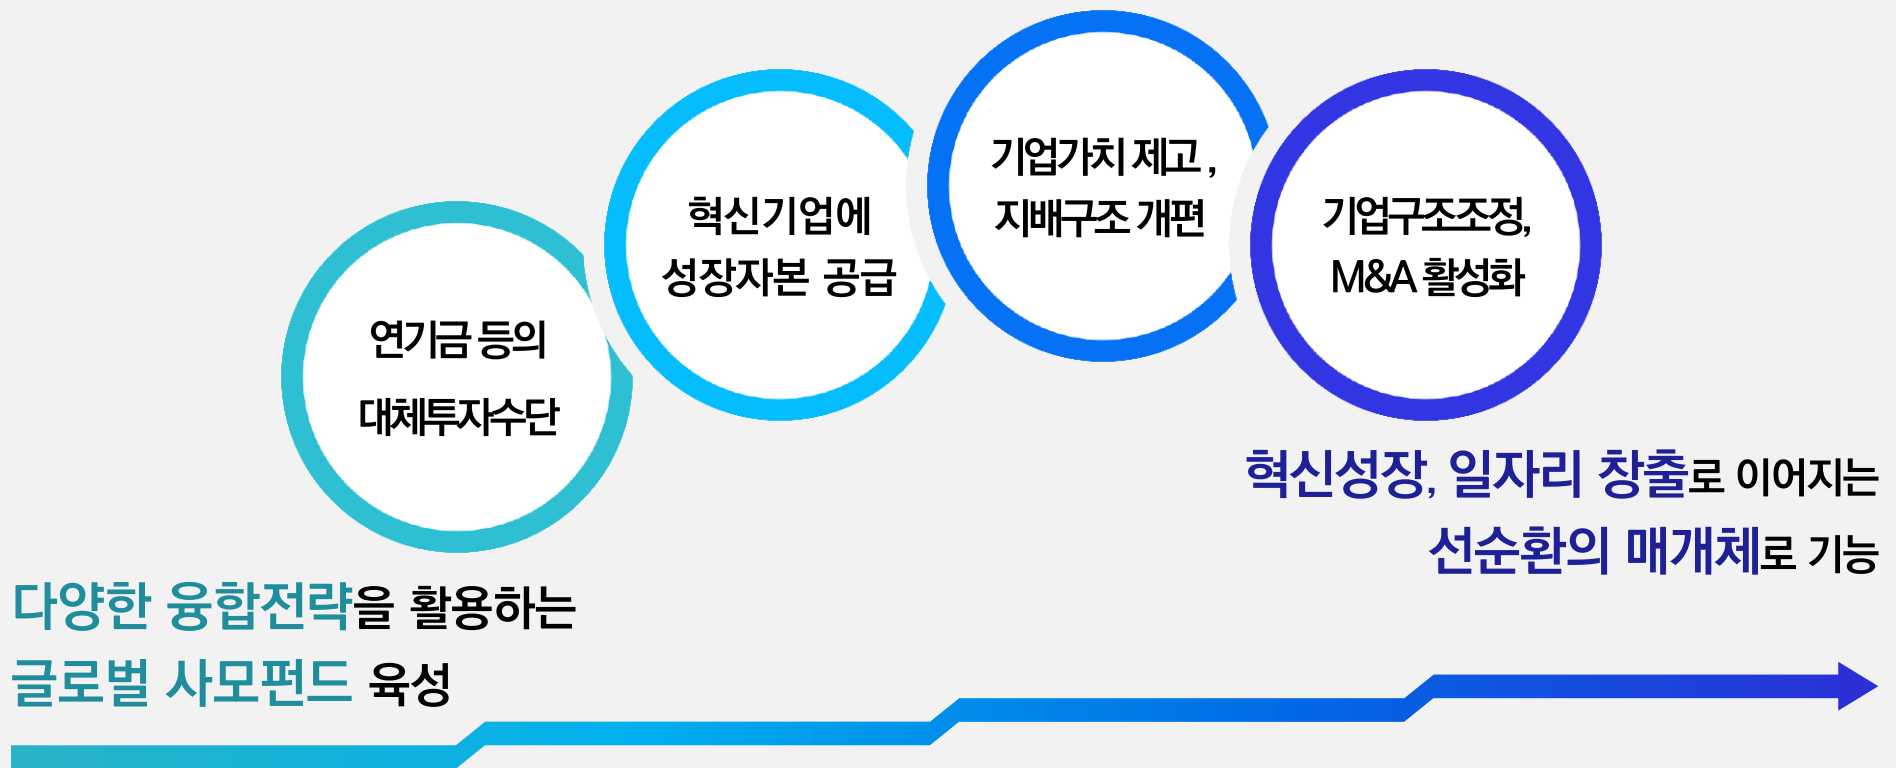 연기금 등의
대체투자수단
혁신기업에
성장자본 공급
기업가치 제고 ,
지배구조 개편
기업구조조정,
M&A 활성화
다양한 융합전략을 활용하는
글로벌 사모펀드 육성
혁신성장, 일자리 창출로 이어지는
선순환의 매개체로 기능